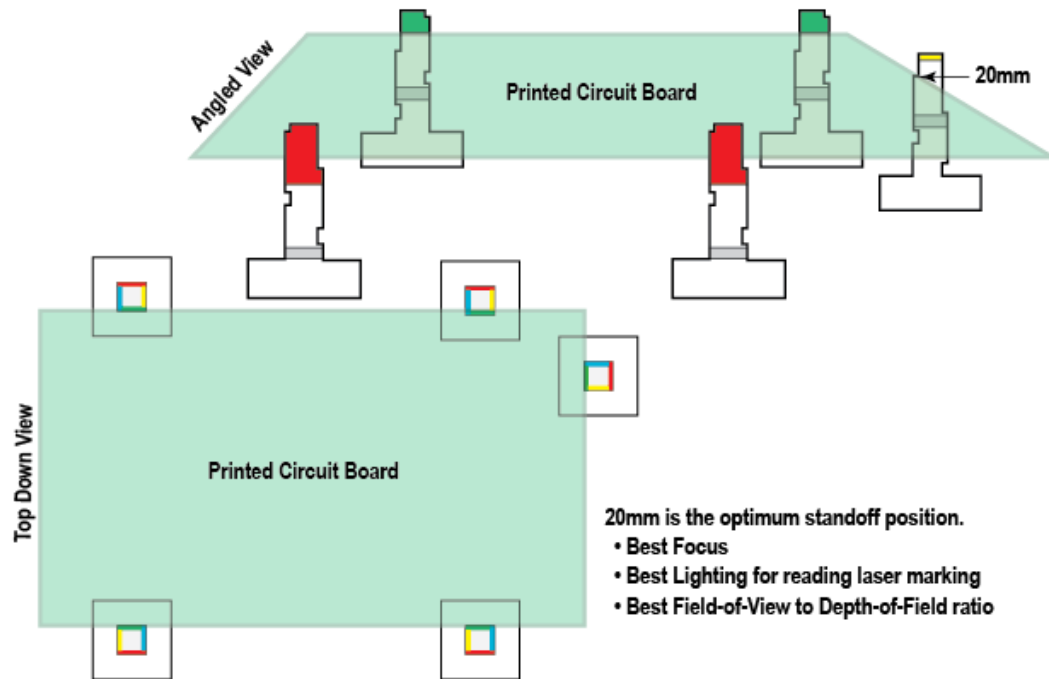 Angled View
Printed Circuit Board
20mm
Top Down View
Printed Circuit Board
20mm is the optimum standoff position.
• Best Focus
• Best Lighting for reading laser marking
• Best Field-of-View to Depth-of-Field ratio